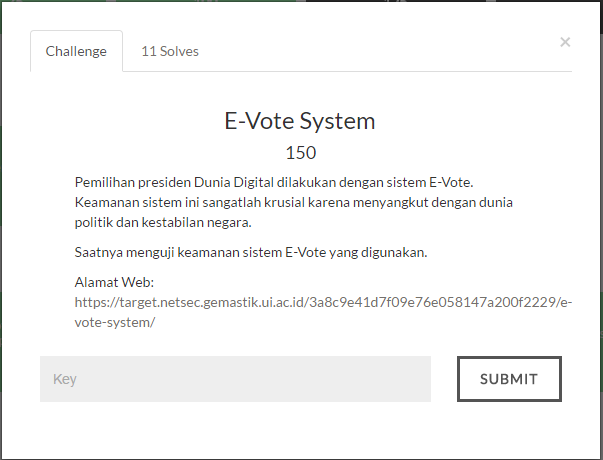 Challenge
11 Solves
×
E-Vote System
150
Pemilihan presiden Dunia Digital dilakukan dengan sistem E-Vote.
Keamanan sistem ini sangatlah krusial karena menyangkut dengan dunia
politik dan kestabilan negara.
Saatnya menguji keamanan sistem E-Vote yang digunakan.
Alamat Web:
https://target.netsec.gemastik.ui.ac.id/3a8c9e41d7f09e76e058147a200f2229/e-
vote-system/
Key
SUBMIT